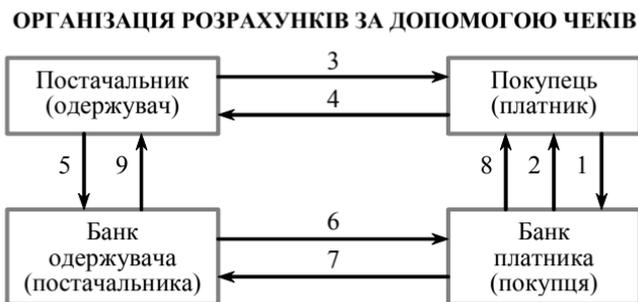 ОРГАНІЗАЦІЯ РОЗРАХУНКІВ ЗА ДОПОМОГОЮ ЧЕКІВ
Постачальник
(одержувач)
3
4
Покупець
(платник)
5
9
8
2
1
Банк
одержувача
(постачальника)
6
7
Банк
платника
(покупця)